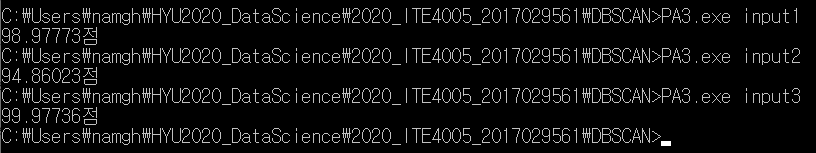 C:₩Users₩namgh₩HYU2020_DataScience₩2020_ITE4005_2017029561₩DBSCAN>PA3.exe input1
98.97773점
C:₩Users₩namgh₩HYU2020_DataScience₩2020_ITE4005_2017029561₩DBSCAN>PA3.exe input2
94.86023점
C:₩Users₩namgh₩HYU2020_DataScience₩2020_ITE4005_2017029561₩DBSCAN>PA3.exe input3
99.97736점
C:₩Users₩namgh₩HYU2020_DataScience₩2020_ITE4005_2017029561₩DBSCAN>